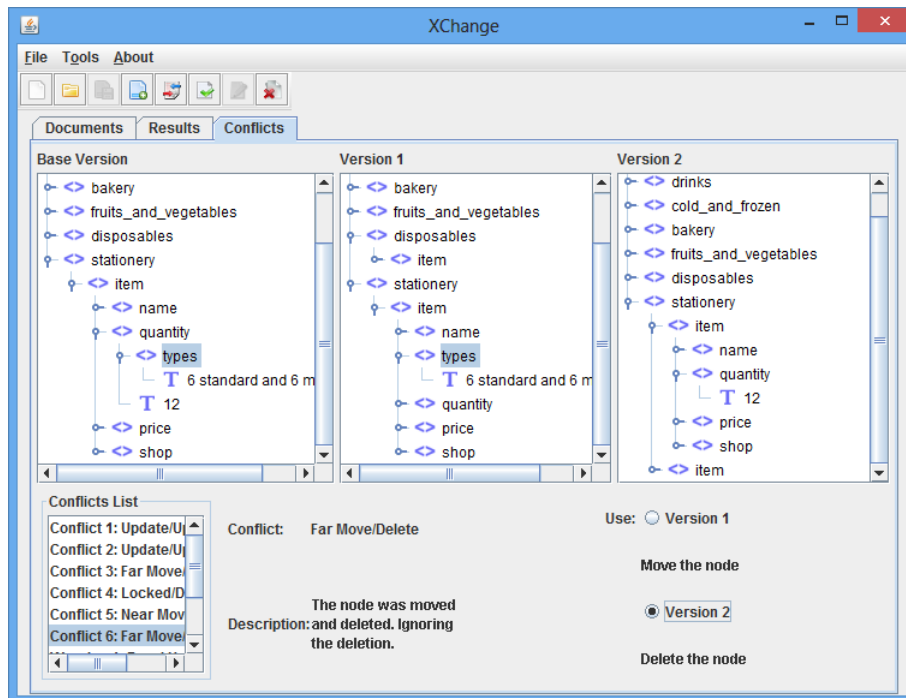 XChange
File Tools About
Documents Results Conflicts
Base Version
<> bakery
<> fruits_and_vegetables
<> disposables
<> stationery
<> item
<> name
<> quantity
<> types
T 6 standard and 6 m
T 12
<> price
<> shop
Version 1
<> bakery
<> fruits_and_vegetables
<> disposables
<> item
<> stationery
<> item
<> name
<> types
T 6 standard and 6 m
<> quantity
<> price
<> shop
Version 2
<> drinks
<> cold_and_frozen
<> bakery
<> fruits_and_vegetables
<> disposables
<> stationery
<> item
<> name
<> quantity
T 12
<> price
<> shop
<> item
Conflicts List
Conflict 1: Update/U
Conflict 2: Update/U
Conflict 3: Far Move/
Conflict 4: Locked/D
Conflict 5: Near Mov
Conflict 6: Far Move/
Conflict: Far Move/Delete
Description: The node was moved
and deleted. Ignoring
the deletion.
Use: Version 1
Move the node
Version 2
Delete the node